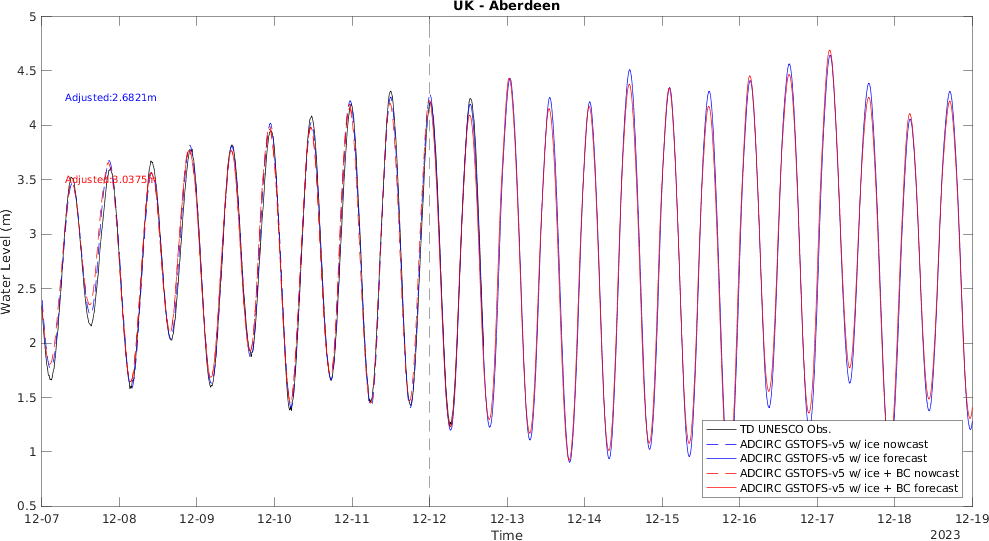 UK - Aberdeen
5
4.5
4
3.5
3
2.5
2
1.5
1
0.5
Water Level (m)
Adjusted:2.6821m
Adjusted:3.0375m
TD UNESCO Obs.
ADCIRC GSTOFS-v5 w/ ice nowcast
ADCIRC GSTOFS-v5 w/ ice forecast
ADCIRC GSTOFS-v5 w/ ice + BC nowcast
ADCIRC GSTOFS-v5 w/ ice + BC forecast
12-07 12-08 12-09 12-10 12-11 12-12 12-13 12-14 12-15 12-16 12-17 12-18 12-19
Time
2023